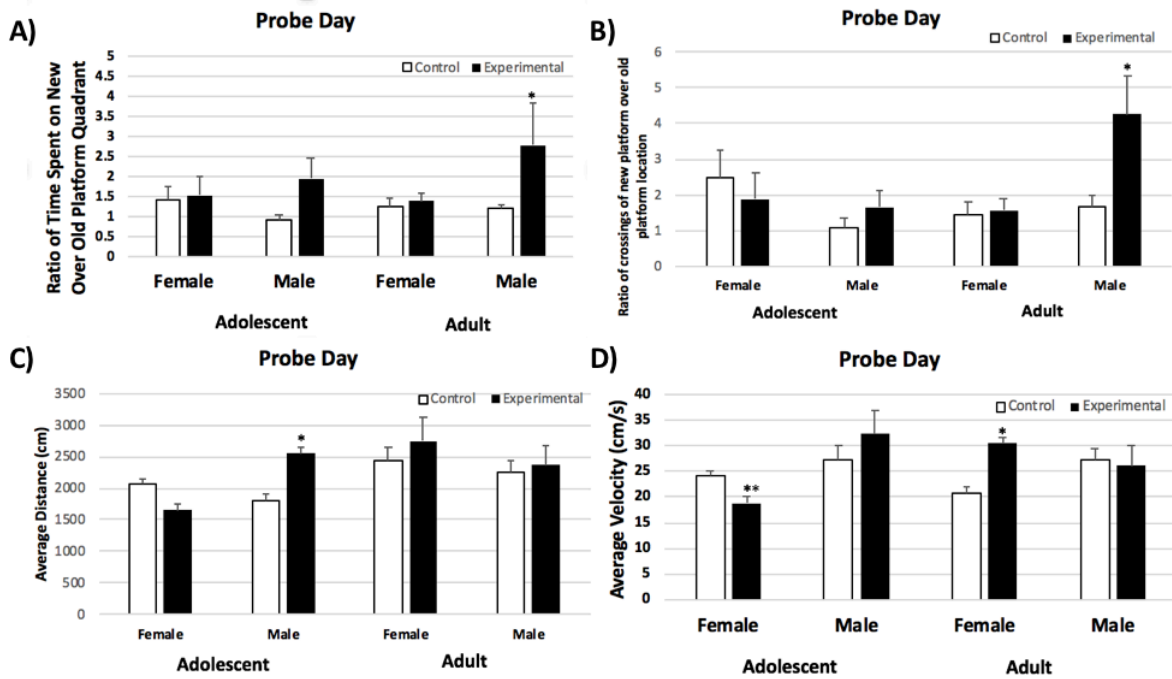 A)
Probe Day
Ratio of Time Spent on New
Over Old Platform Quadrant
5
4.5
4
3.5
3
2.5
2
1.5
1
0.5
0
Control Experimental
*
Female Male Female Male
Adolescent Adult
B)
Probe Day
Ratio of crossings of new platform over old
platform location
6
5
4
3
2
1
0
Control Experimental
*
Female Male Female Male
Adolescent Adult
C)
Probe Day
Average Distance (cm)
3500
3000
2500
2000
1500
1000
500
0
Control Experimental
*
Female Male Female Male
Adolescent Adult
D)
Probe Day
Average Velocity (cm/s)
40
35
30
25
20
15
10
5
0
Control Experimental
**
*
Female Male Female Male
Adolescent Adult